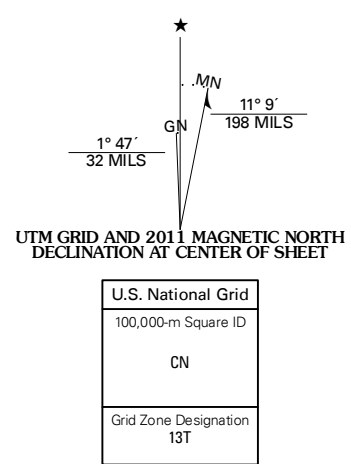 ★
MN
GN
11° 9´
198 MILS
1° 47´
32 MILS
UTM GRID AND 2011 MAGNETIC NORTH
DECLINATION AT CENTER OF SHEET
U.S. National Grid
100,000-m Square ID
CN
Grid Zone Designation
13T